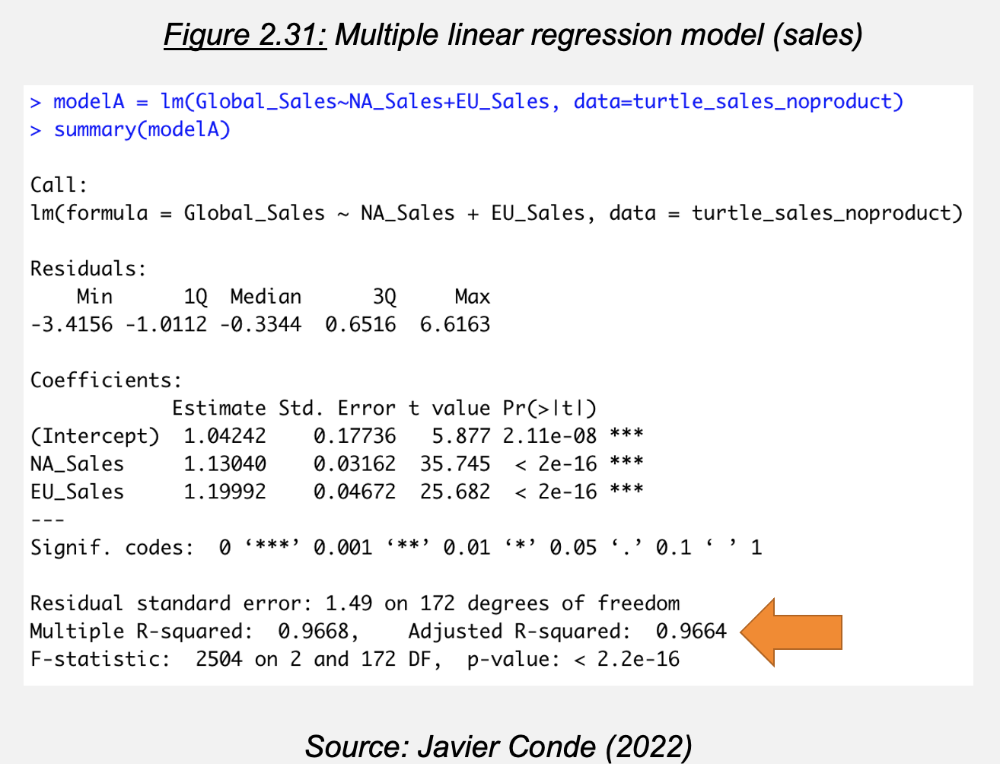 Figure 2.31: Multiple linear regression model (sales)
> modelA = lm(Global_Sales~NA_Sales+EU_Sales, data=turtle_sales_noproduct)
> summary(modelA)
Call:
lm(formula = Global_Sales ~ NA_Sales + EU_Sales, data = turtle_sales_noproduct)
Residuals:
    Min      1Q  Median      3Q     Max
-3.4156 -1.0112 -0.3344  0.6516  6.6163
Coefficients:
            Estimate Std. Error t value Pr(>|t|)
(Intercept)  1.04242    0.17736   5.877 2.11e-08 ***
NA_Sales     1.13040    0.03162  35.745  < 2e-16 ***
EU_Sales     1.19992    0.04672  25.682  < 2e-16 ***
---
Signif. codes:  0 ‘***’ 0.001 ‘**’ 0.01 ‘*’ 0.05 ‘.’ 0.1 ‘ ’ 1
Residual standard error: 1.49 on 172 degrees of freedom
Multiple R-squared:  0.9668,    Adjusted R-squared:  0.9664
F-statistic:  2504 on 2 and 172 DF,  p-value: < 2.2e-16
Source: Javier Conde (2022)